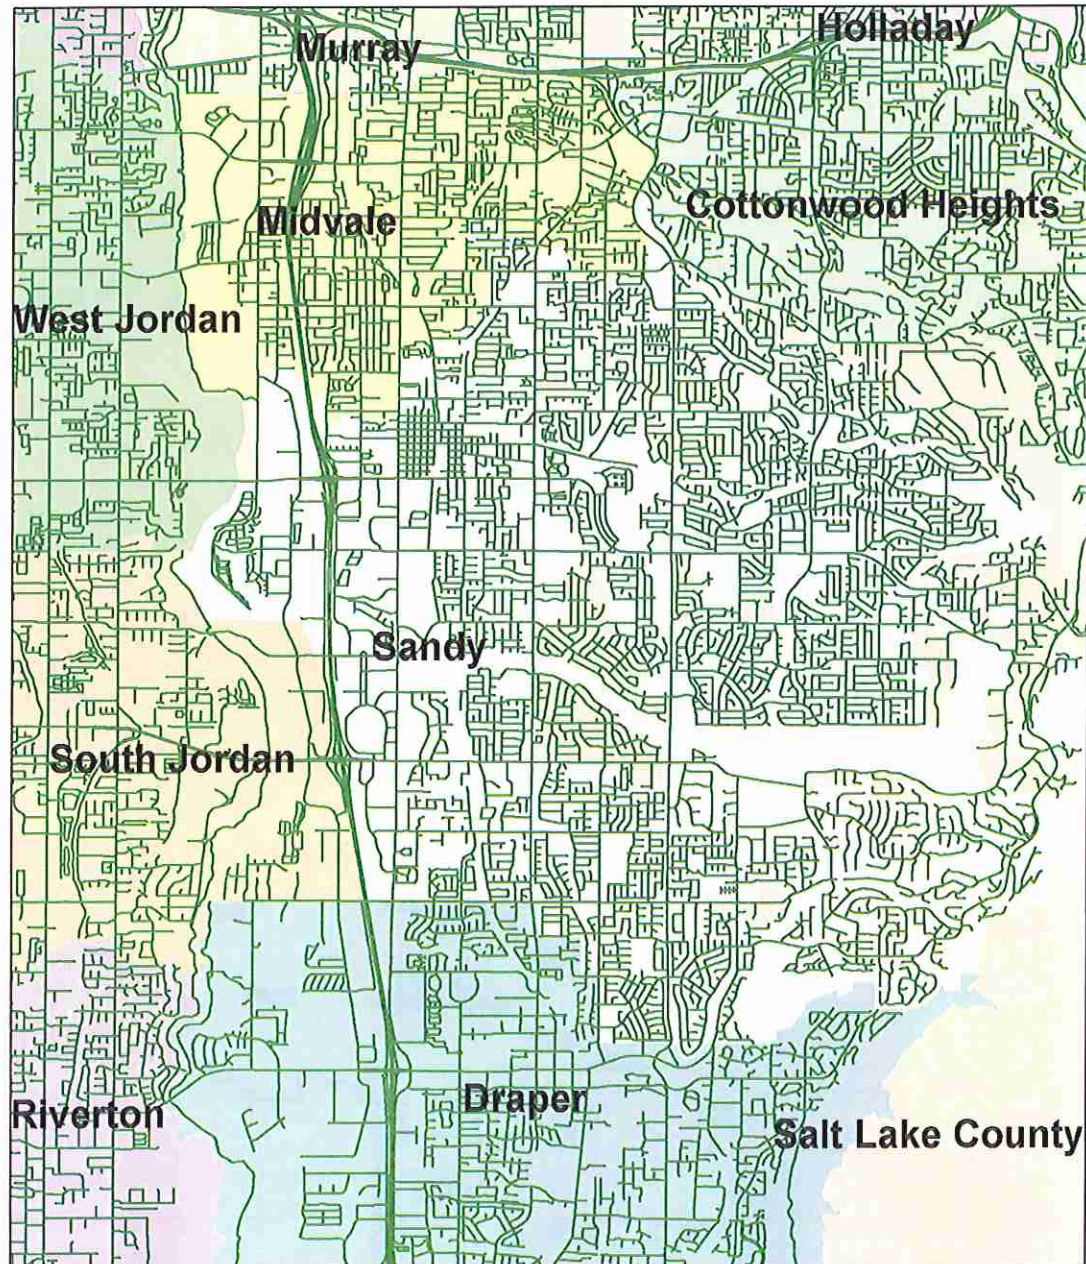 Holladay
Murray
Cottonwood Heights
Midvale
West Jordan
Sandy
South Jordan
Draper
Riverton
Salt Lake County